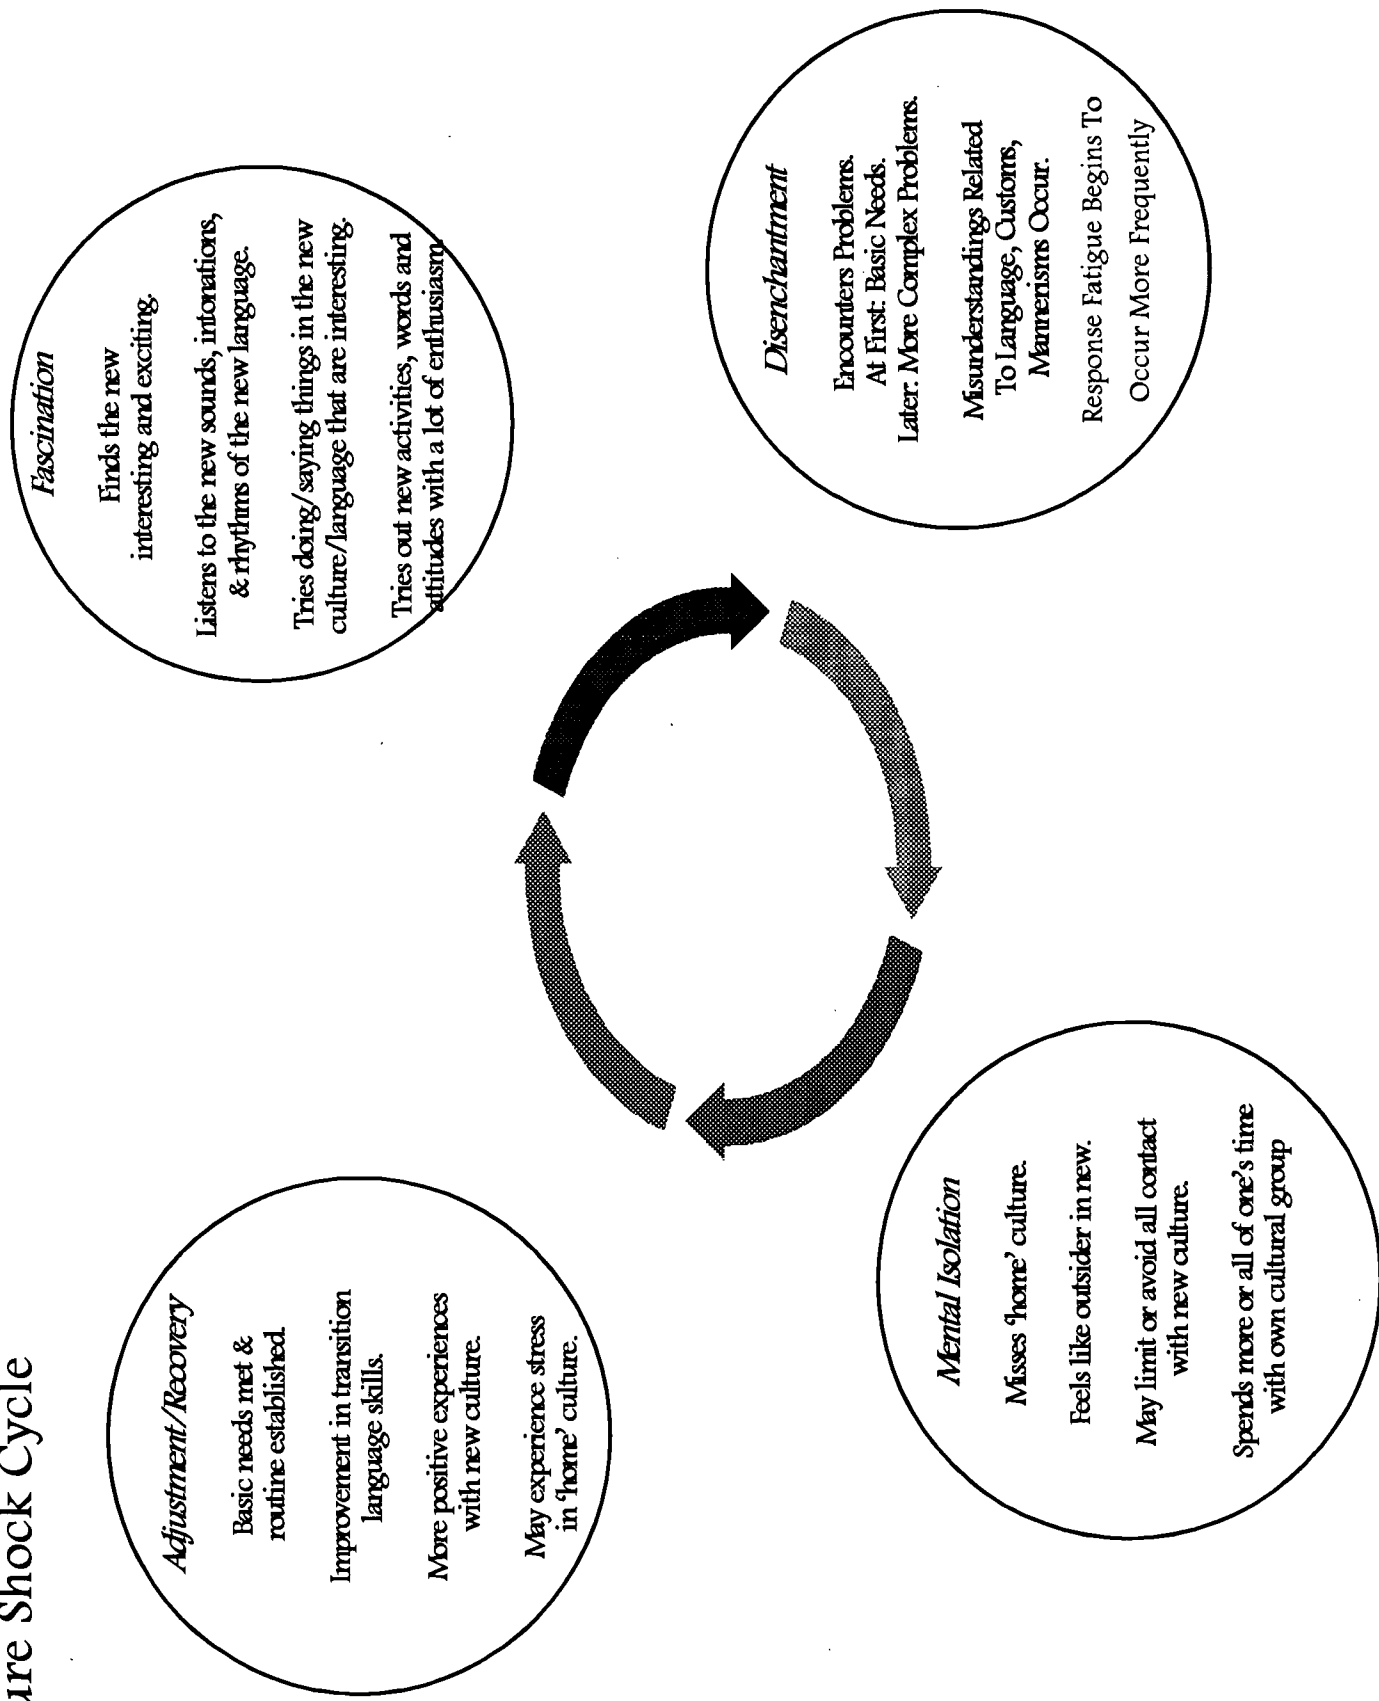 ure Shock Cycle
Fascination
Finds the new
interesting and exciting.
Listens to the new sounds, intonations,
& rhythms of the new language.
Tries doing/saying things in the new
culture/language that are interesting.
Tries out new activities, words and
attitudes with a lot of enthusiasm.
Disenchantment
Encounters Problems.
At First: Basic Needs.
Later: More Complex Problems.
Misunderstandings Related
To Language, Customs,
Mannerisms Occur.
Response Fatigue Begins To
Occur More Frequently
Mental Isolation
Misses 'home' culture.
Feels like outsider in new.
May limit or avoid all contact
with new culture.
Spends more or all of one's time
with own cultural group
Adjustment/Recovery
Basic needs met &
routine established.
Improvement in transition
language skills.
More positive experiences
with new culture.
May experience stress
in 'home' culture.